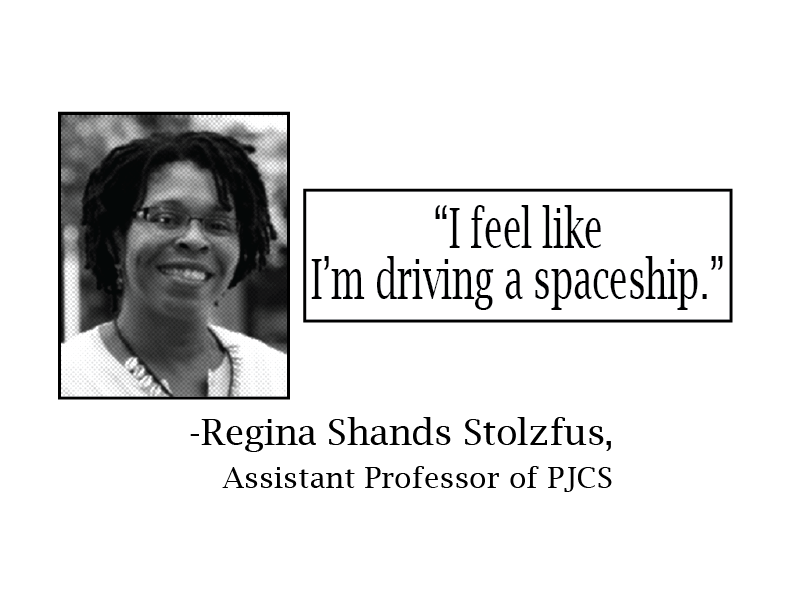 “I feel like
I’m driving a spaceship.”
-Regina Shands Stolzfus,
Assistant Professor of PJCS